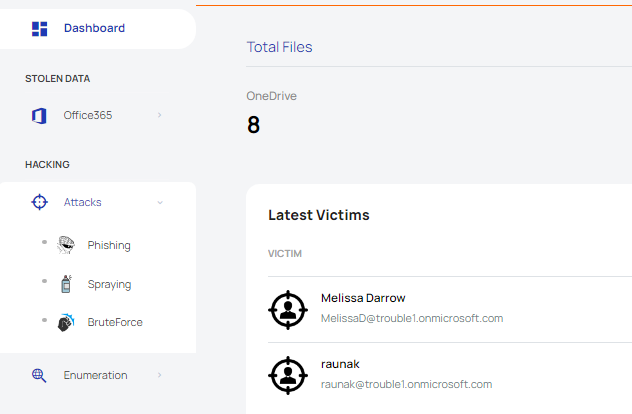 Dashboard
STOLEN DATA
Office365
HACKING
Attacks
Phishing
Spraying
BruteForce
Enumeration
Total Files
OneDrive
8
Latest Victims
VICTIM
Melissa Darrow
MelissaD@trouble1.onmicrosoft.com
raunak
raunak@trouble1.onmicrosoft.com